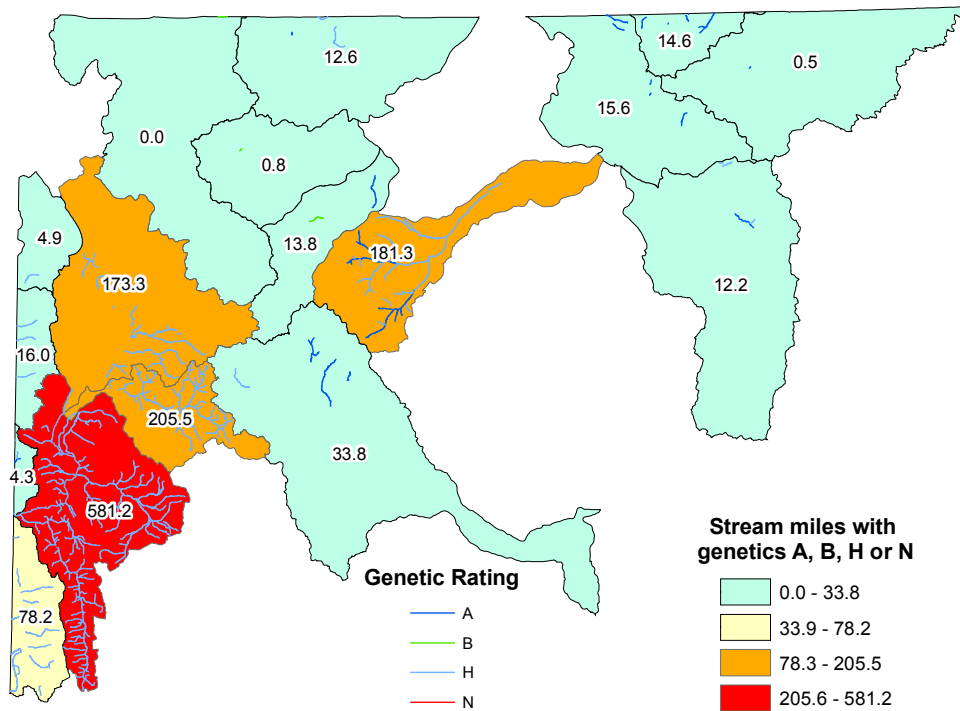 12.6
14.6
0.5
15.6
0.0
0.8
4.9
13.8
181.3
173.3
12.2
16.0
205.5
33.8
4.3
581.2
78.2
Genetic Rating
A
B
H
N
Stream miles with
genetics A, B, H or N
0.0 - 33.8
33.9 - 78.2
78.3 - 205.5
205.6 - 581.2